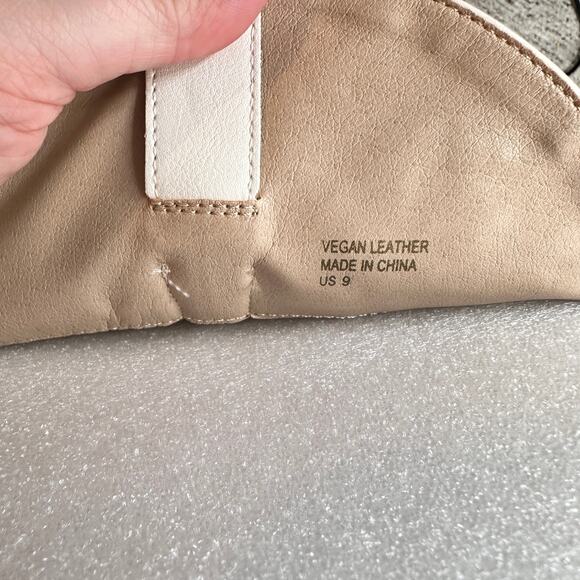 VEGAN LEATHER
MADE IN CHINA
US 9